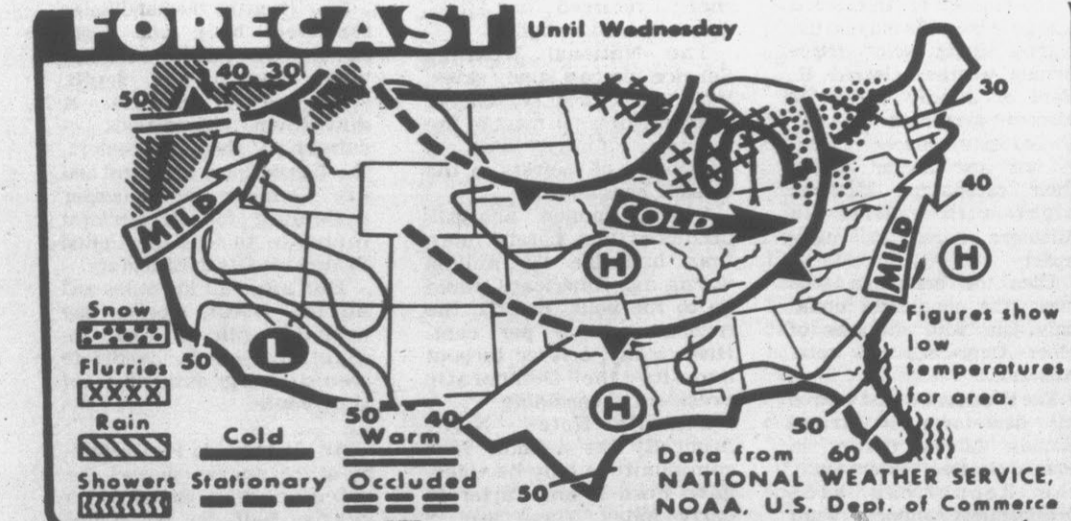 FORECAST
Until Wednesday
40 30
50
30
MILD
40
COLD
MILD
H
H
Snow
Figures show
50
L
low
Flurries
temperatures
XXXX
for area.
50 40
H
Rain
Cold Warm
50 60
Data from
Showers
Stationary Occluded
50
NATIONAL WEATHER SERVICE,
NOAA, U.S. Dept. of Commerce